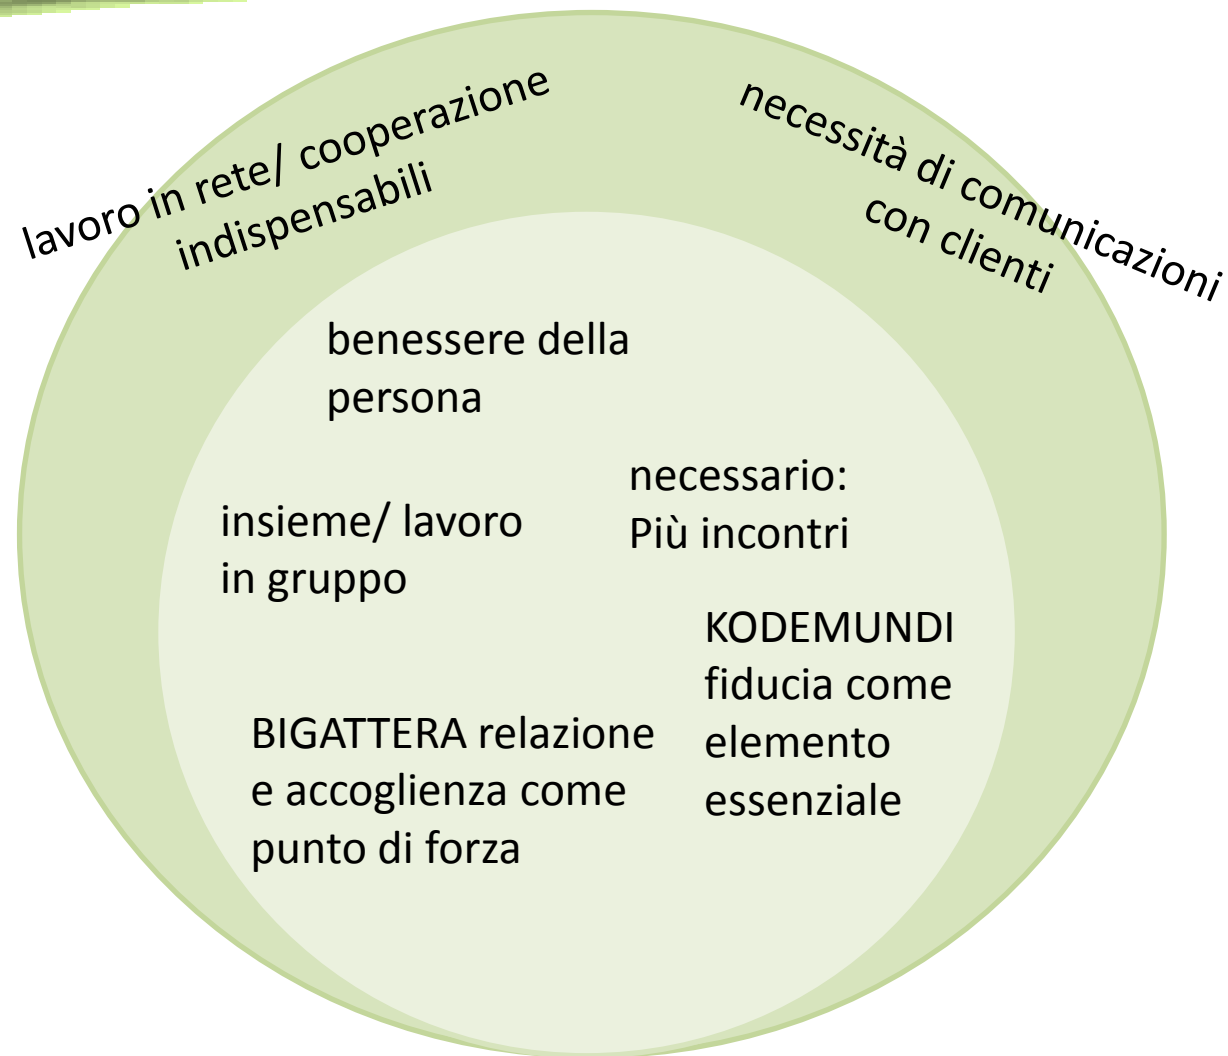 lavoro in rete/ cooperazione
indispensabili
necessità di comunicazioni
con clienti
benessere della
persona
necessario:
Più incontri
insieme/ lavoro
in gruppo
KODEMUNDI
fiducia come
elemento
essenziale
BIGATTERA relazione
e accoglienza come
punto di forza